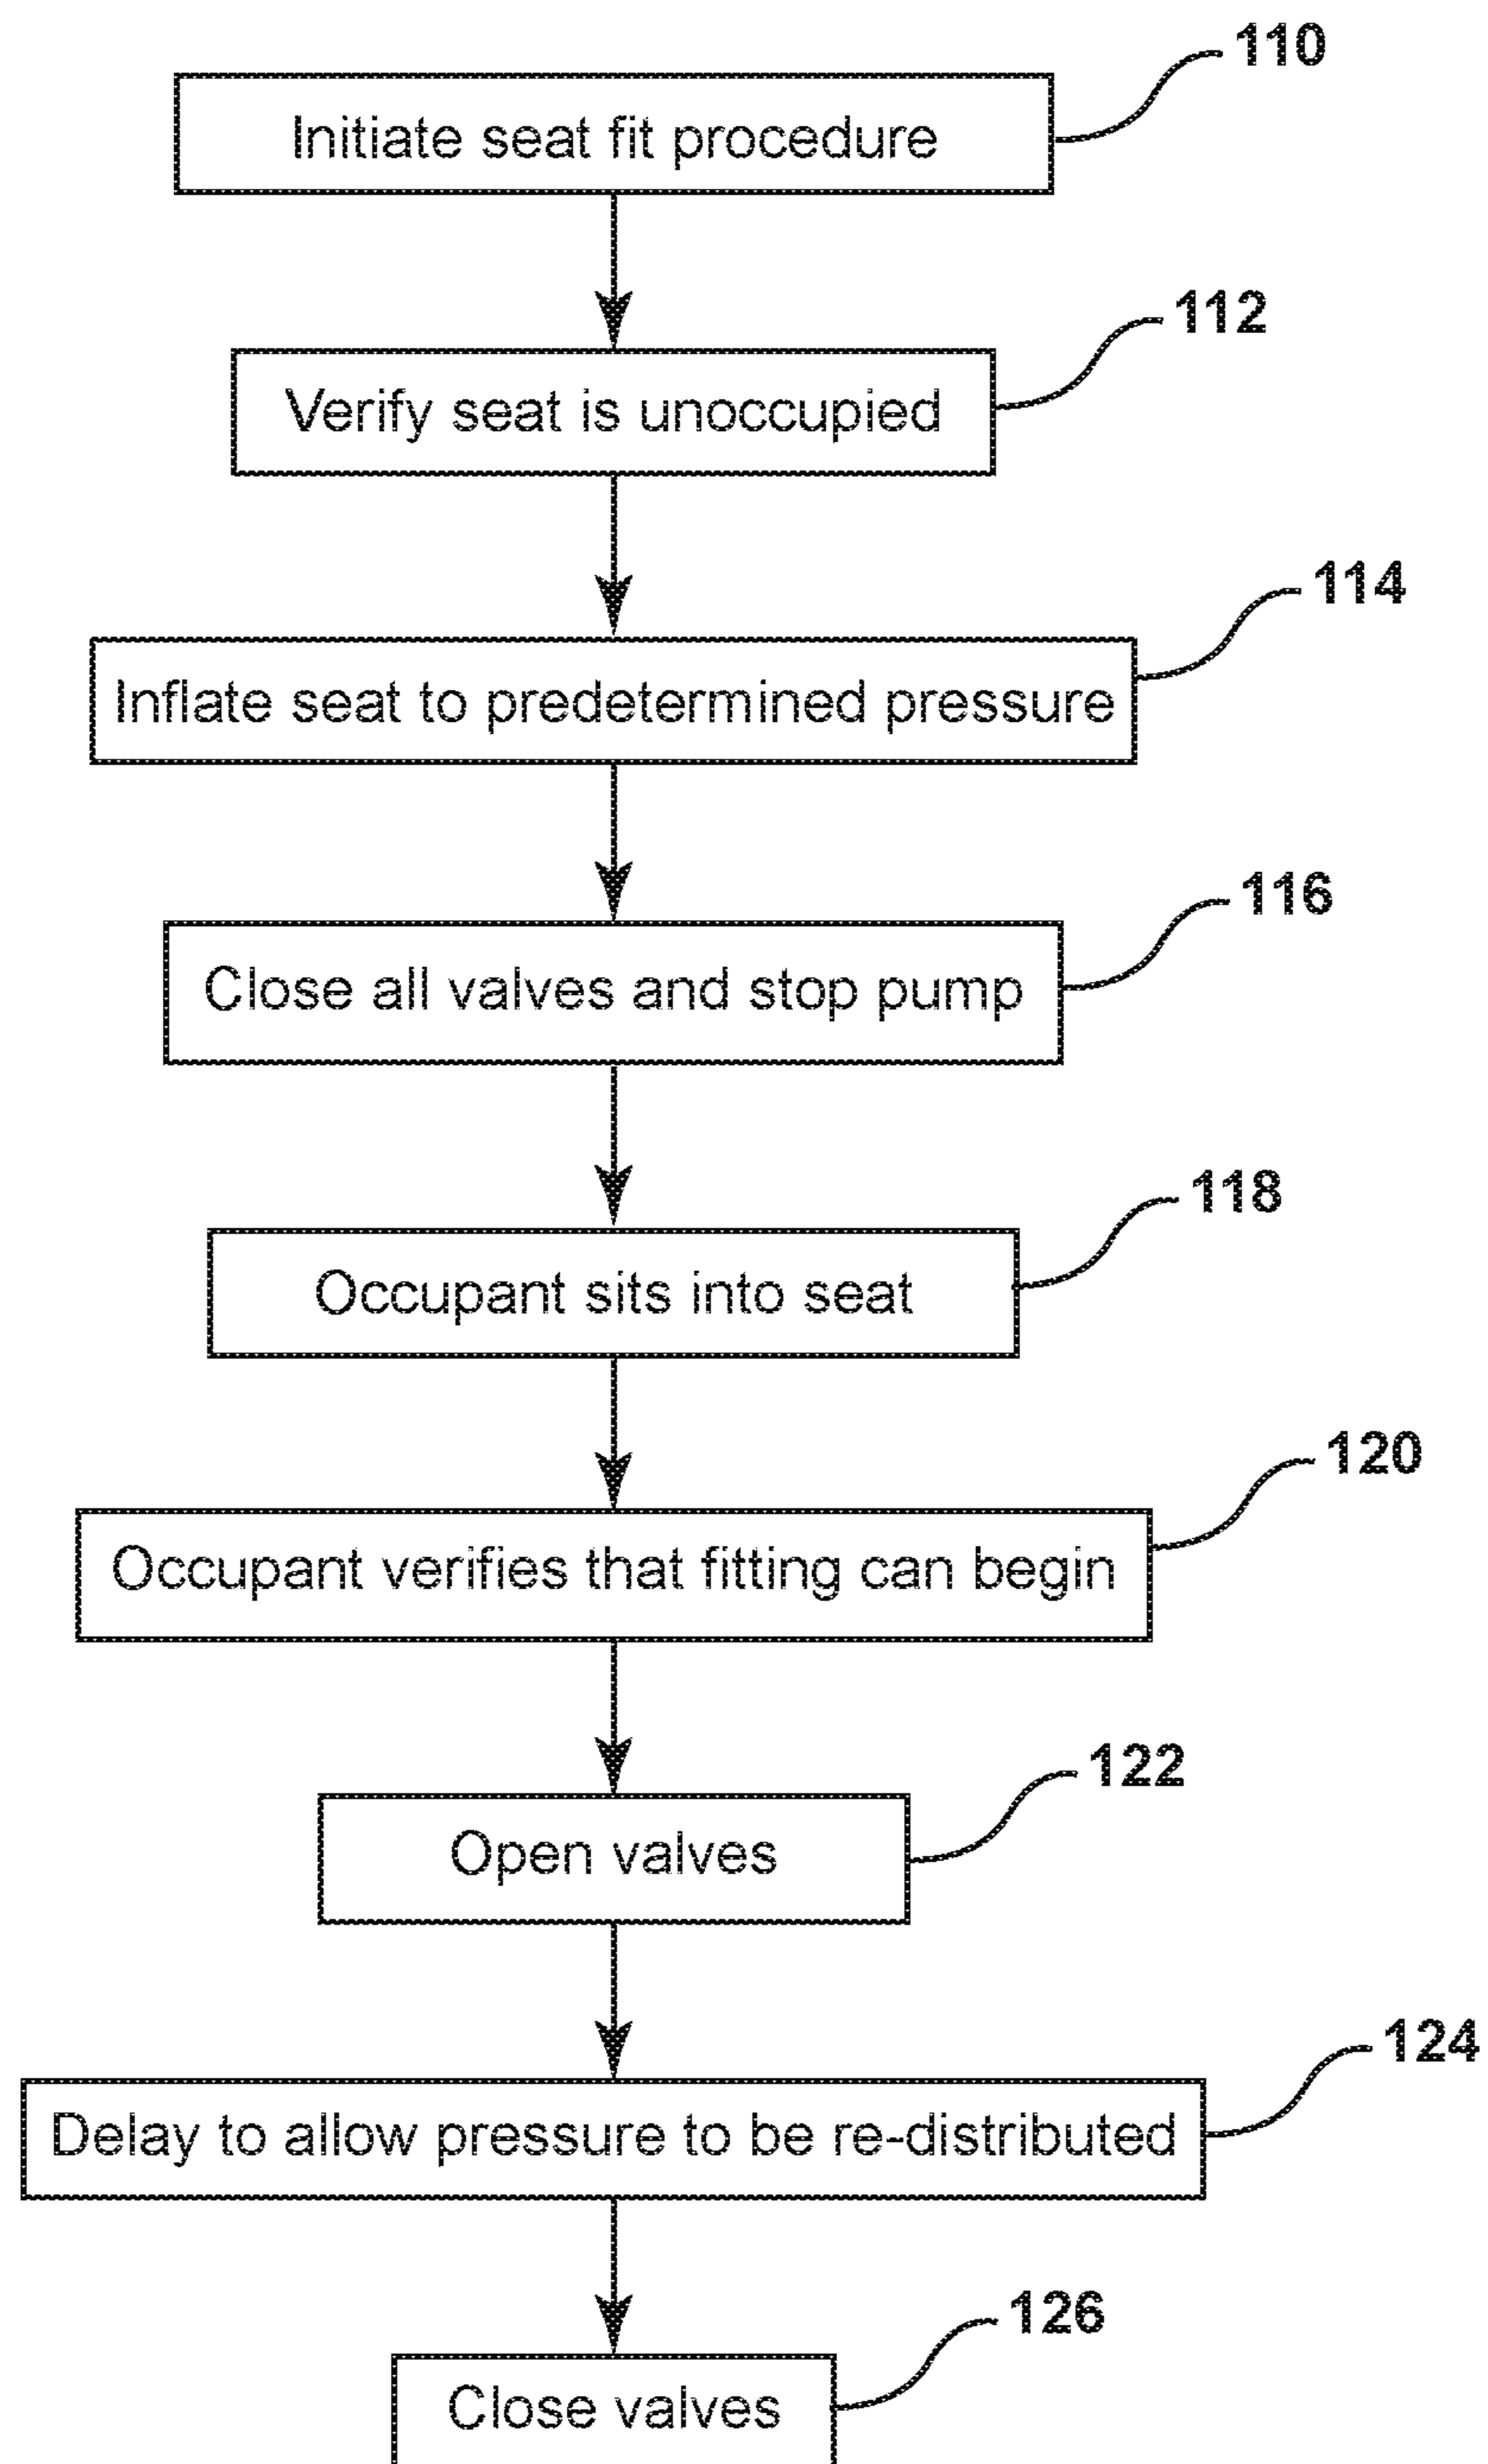 110
Initiate seat fit procedure
112
Verify seat is unoccupied
114
Inflate seat to predetermined pressure
116
Close all valves and stop pump
118
Occupant sits into seat
120
Occupant verifies that fitting can begin
122
Open valves
124
Delay to allow pressure to be re-distributed
126
Close valves